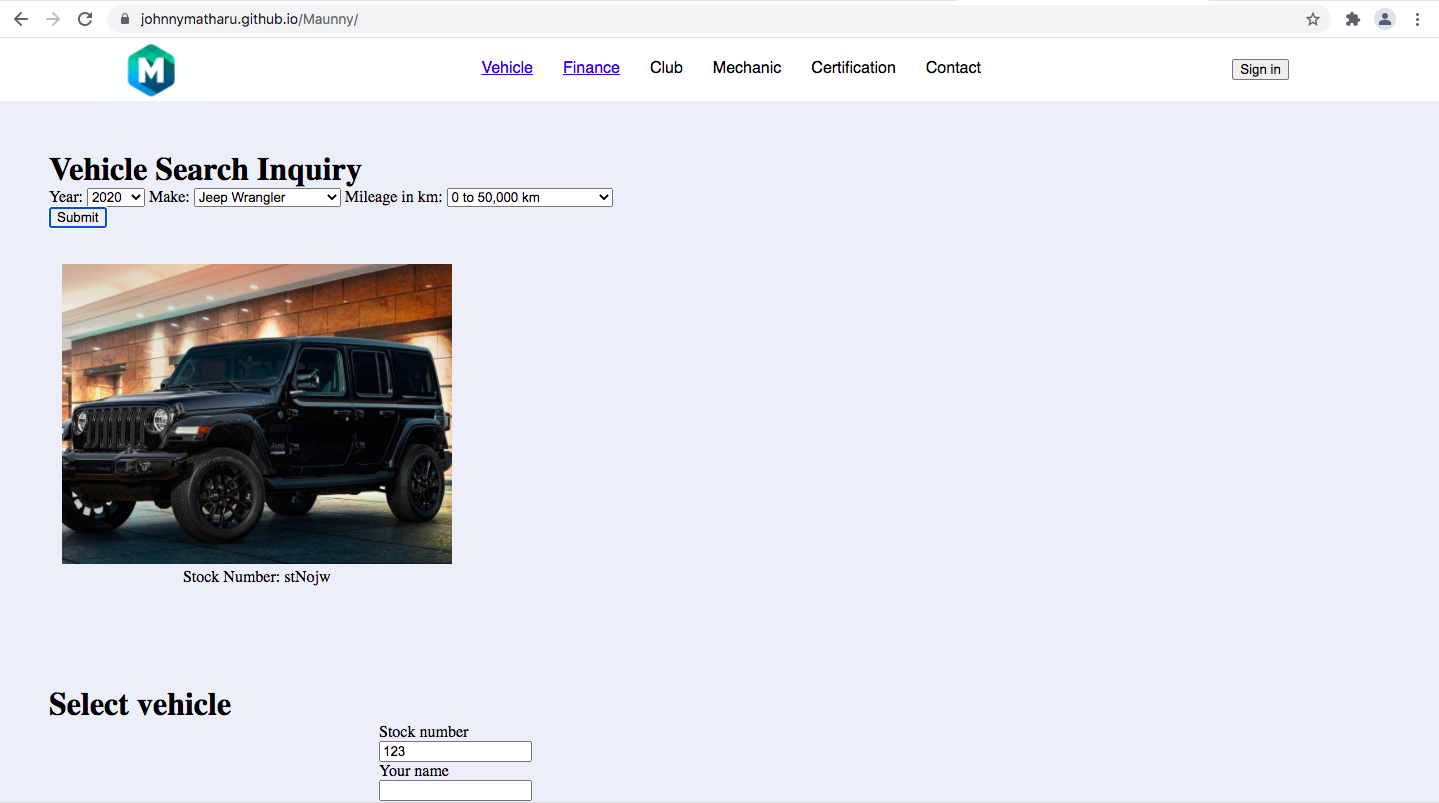 johnnymatharu.github.io/Maunny/
M
Vehicle Finance Club Mechanic Certification Contact Sign in
Vehicle Search Inquiry
Year: 2020 Make: Jeep Wrangler Mileage in km: 0 to 50,000 km
Submit
Stock Number: stNojw
Select vehicle
Stock number
123
Your name